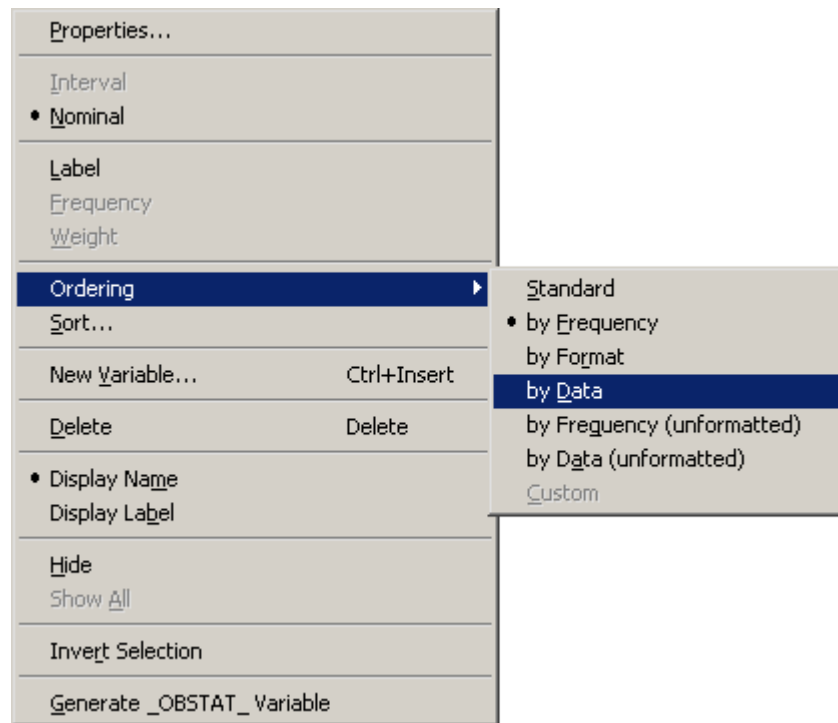 Properties...
Interval
• Nominal
Label
Frequency
Weight
Ordering
Sort...
New Variable... Ctrl+Insert
Delete Delete
• Display Name
Display Label
Hide
Show All
Invert Selection
Generate _OBSTAT_ Variable
Standard
• by Frequency
by Format
by Data
by Frequency (unformatted)
by Data (unformatted)
Custom